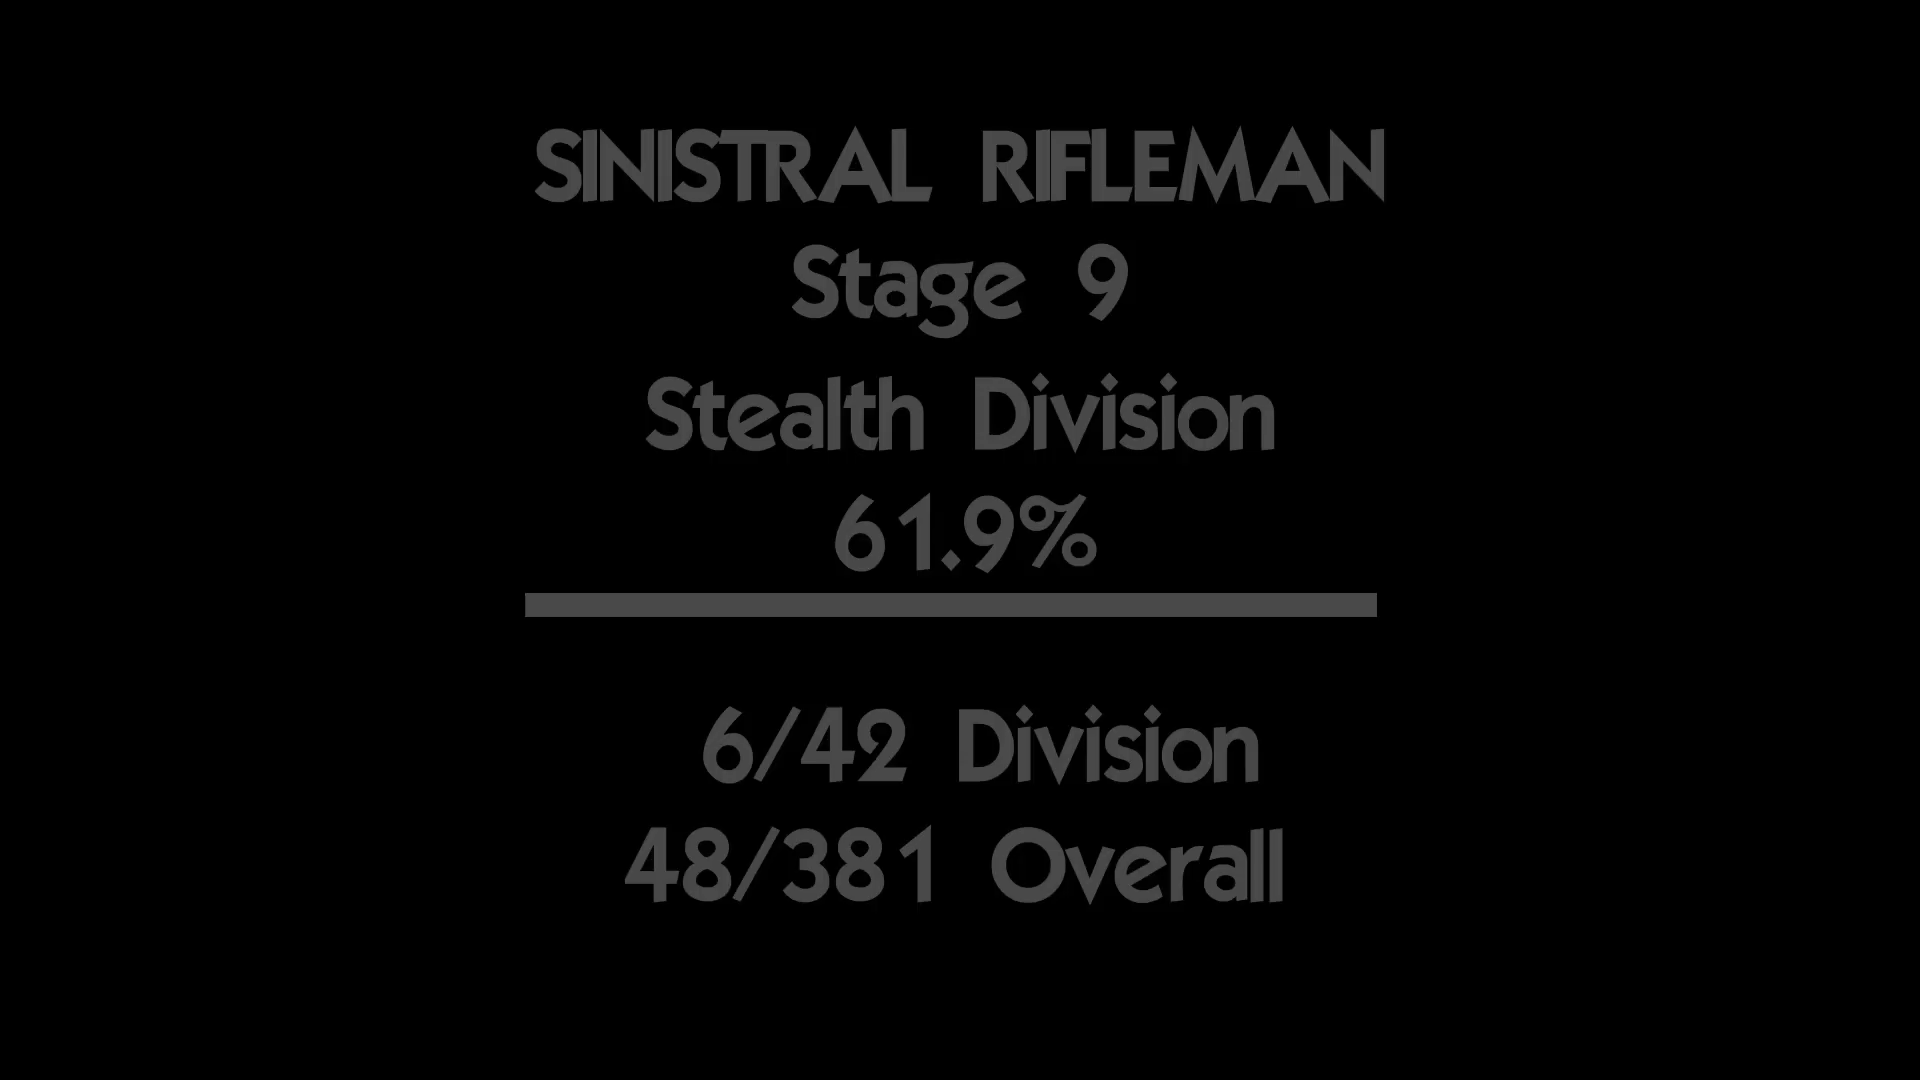 SINISTRAL RIFLEMAN
Stage 9
Stealth Division
61.9%
6/42 Division
48/381 Overall